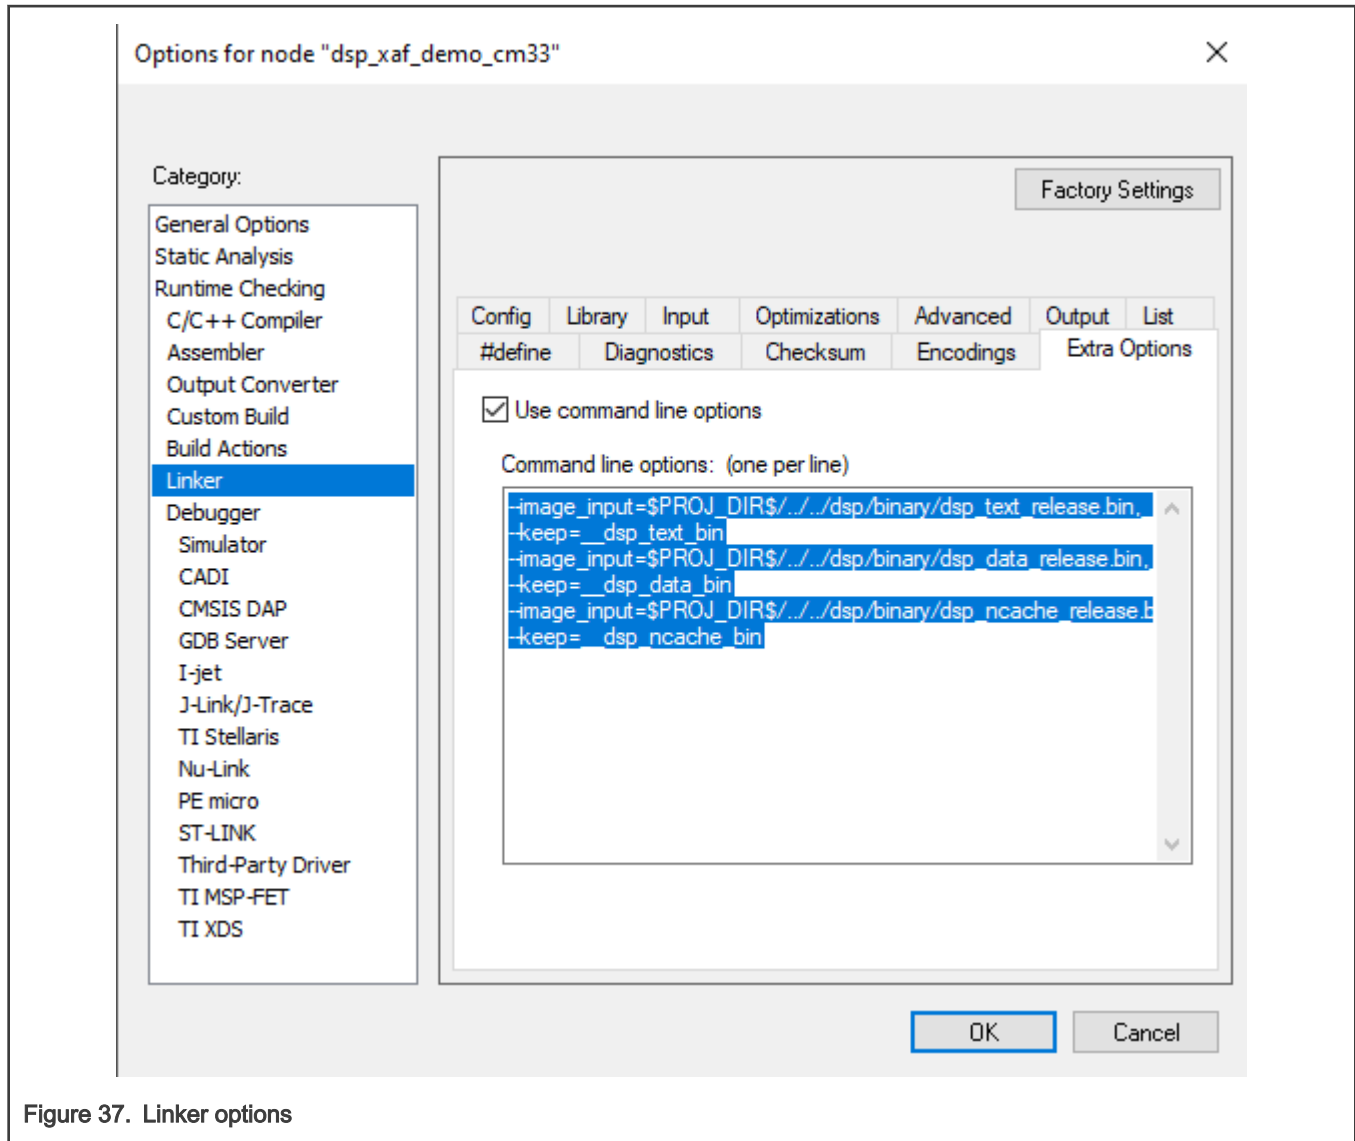 Options for node "dsp_xaf_demo_cm33"
Category:
General Options
Static Analysis
Runtime Checking
C/C++ Compiler
Assembler
Output Converter
Custom Build
Build Actions
Linker
Debugger
Simulator
CADI
CMSIS DAP
GDB Server
I-jet
J-Link/J-Trace
TI Stellaris
Nu-Link
PE micro
ST-LINK
Third-Party Driver
TI MSP-FET
TI XDS
Factory Settings
Config Library Input Optimizations Advanced Output List
#define Diagnostics Checksum Encodings Extra Options
Use command line options
Command line options: (one per line)
--image_input=$PROJ_DIR$/../../dsp/binary/dsp_text_release.bin,_
--keep=__dsp_text_bin
--image_input=$PROJ_DIR$/../../dsp/binary/dsp_data_release.bin,
--keep=__dsp_data_bin
--image_input=$PROJ_DIR$/../../dsp/binary/dsp_ncache_release.b
--keep=__dsp_ncache_bin
OK Cancel
Figure 37. Linker options